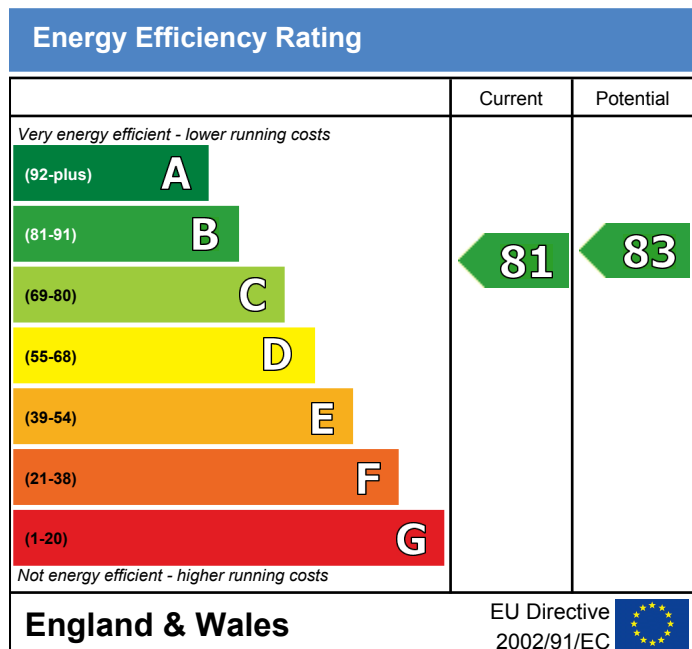 Energy Efficiency Rating
Current Potential
Very energy efficient - lower running costs
(92-plus) A
(81-91) B
81 83
(69-80) C
(55-68) D
(39-54) E
(21-38) F
(1-20) G
Not energy efficient - higher running costs
England & Wales
EU Directive
2002/91/EC